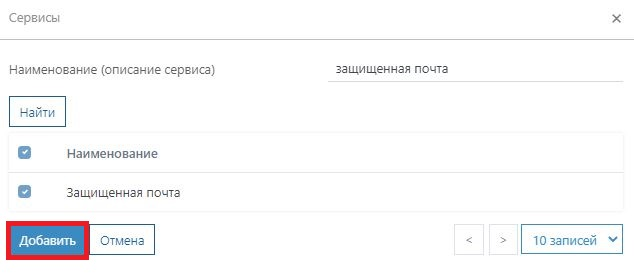 Сервисы ×
Наименование (описание сервиса) защищенная почта
Найти
Наименование
Защищенная почта
Добавить Отмена < > 10 записей